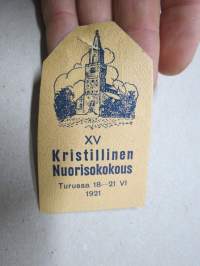 XV
Kristillinen
Nuorisokokous
Turussa 18—21 VI
1921